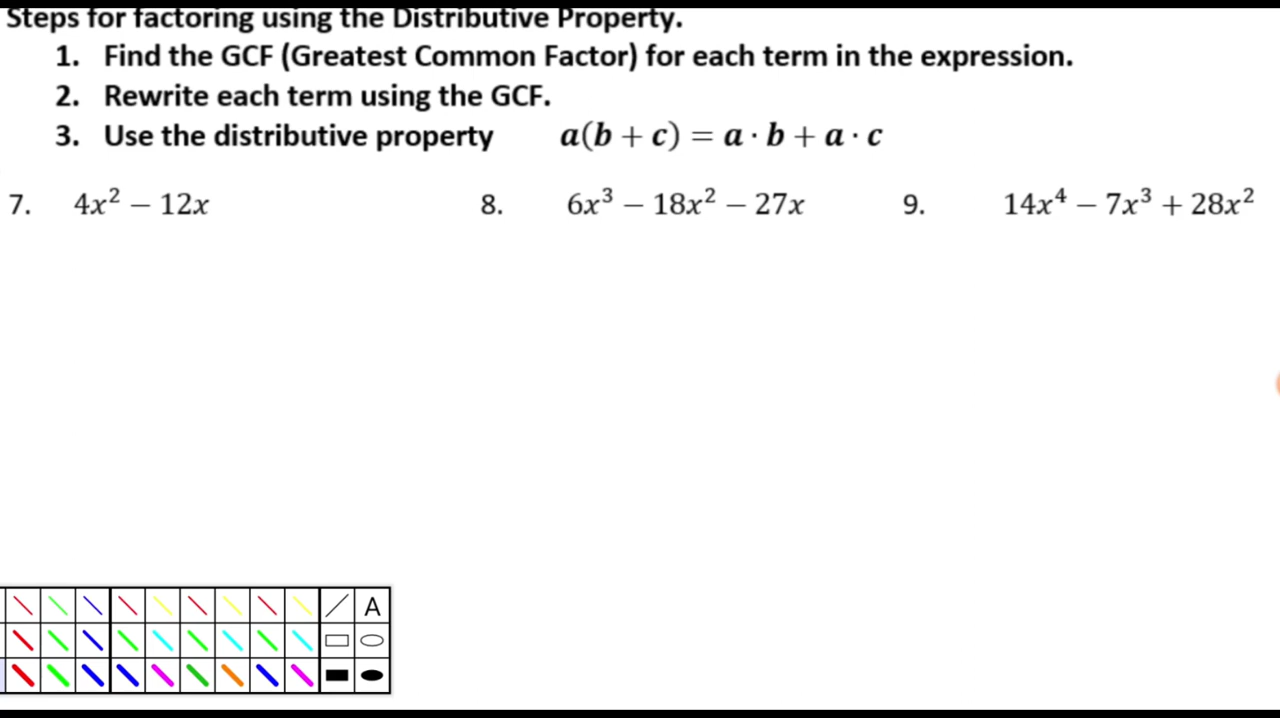 Steps for factoring using the Distributive Property.
1. Find the GCF (Greatest Common Factor) for each term in the expression.
2. Rewrite each term using the GCF.
3. Use the distributive property a(b + c) = a · b + a · c
7. 4x² − 12x 8. 6x³ − 18x² − 27x 9. 14x⁴ − 7x³ + 28x²
A